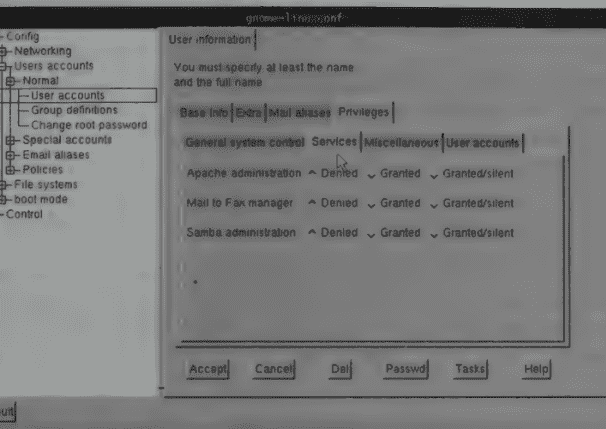 gnome-linuxconf
Config
Networking
Users accounts
Normal
User accounts
Group definitions
Change root password
Special accounts
Email aliases
Policies
File systems
boot mode
Control
User information
You must specify at least the name
and the full name
Base info Extra Mail aliases Privileges
General system control Services Miscellaneous User accounts
Apache administration Denied Granted Granted/silent
Mail to Fax manager Denied Granted Granted/silent
Samba administration Denied Granted Granted/silent
Accept Cancel Del Passwd Tasks Help